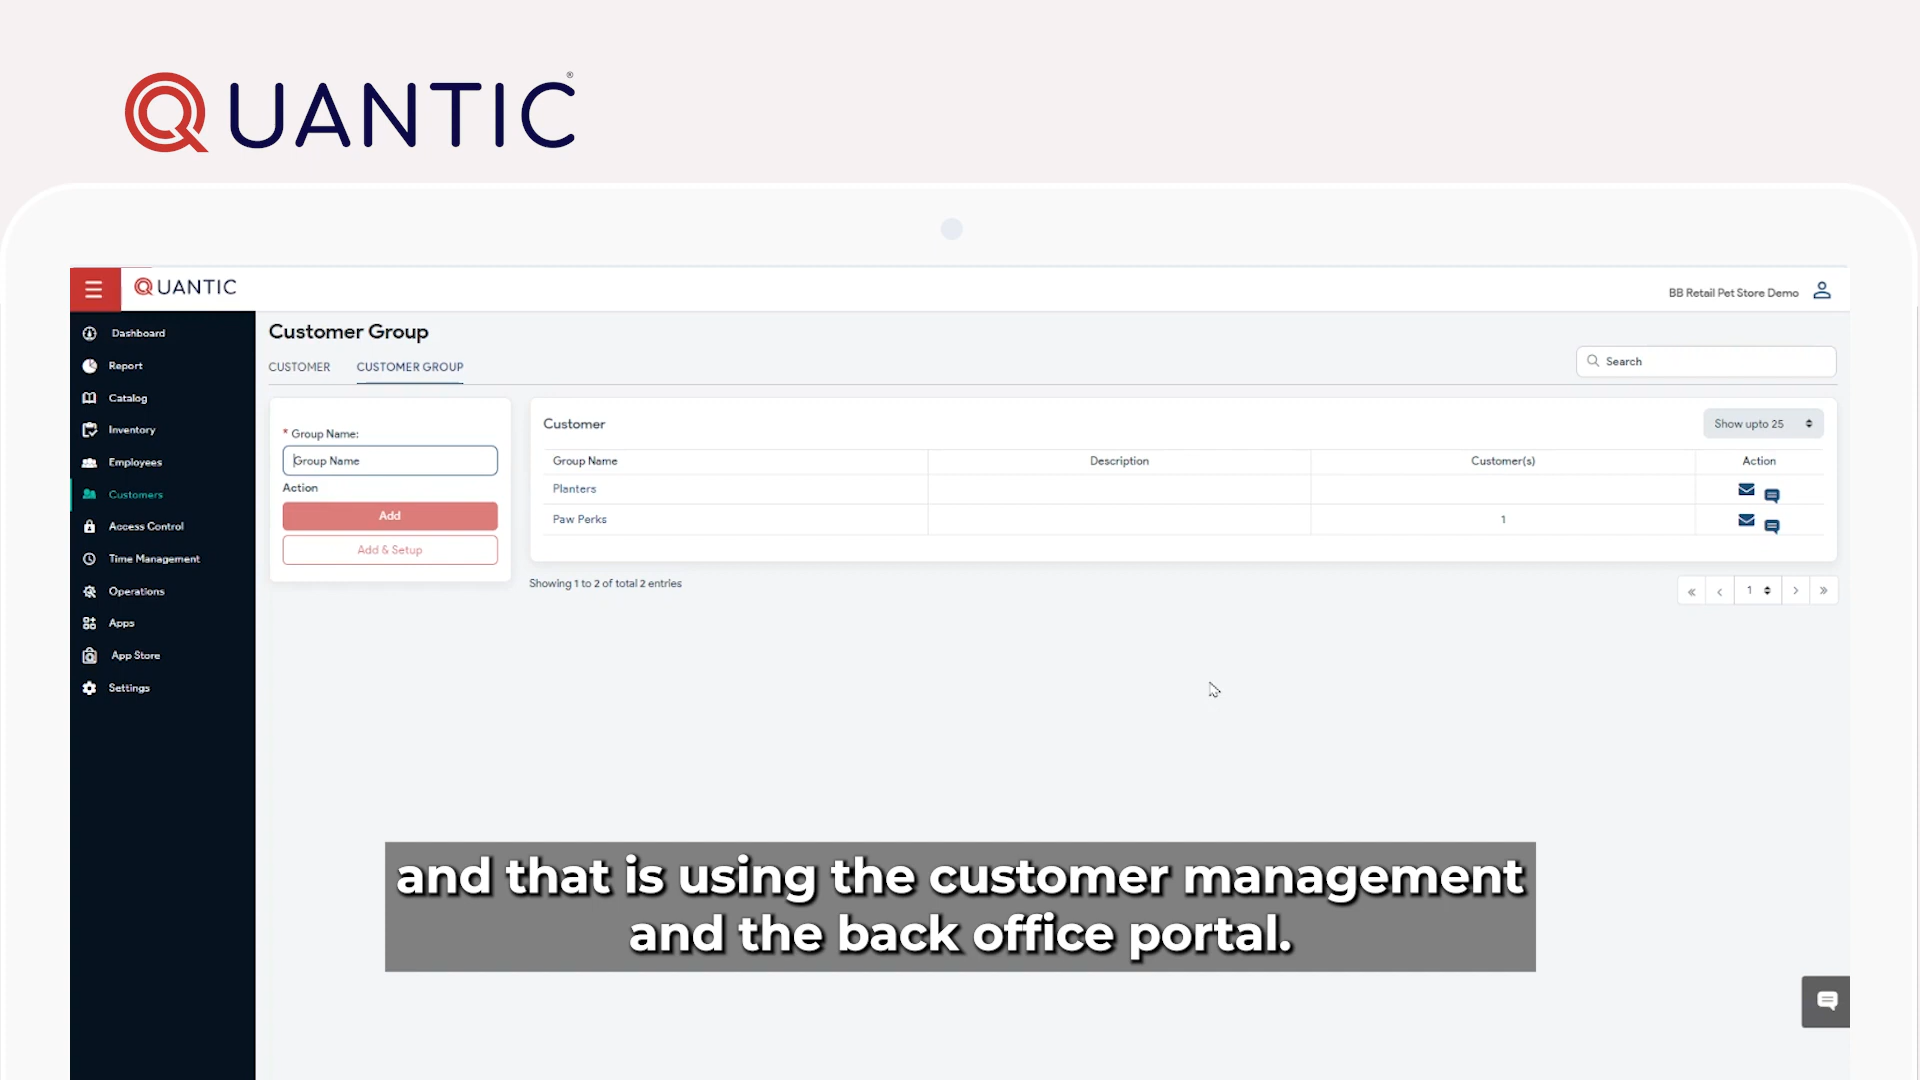 QUANTIC®
QUANTIC
BB Retail Pet Store Demo
Dashboard
Report
Catalog
Inventory
Employees
Customers
Access Control
Time Management
Operations
Apps
App Store
Settings
Customer Group
CUSTOMER CUSTOMER GROUP
Search
* Group Name:
Group Name
Action
Add
Add & Setup
Customer
Show upto 25
Group Name Description Customer(s) Action
Planters
Paw Perks 1
Showing 1 to 2 of total 2 entries
« ‹ 1 › »
and that is using the customer management
and the back office portal.